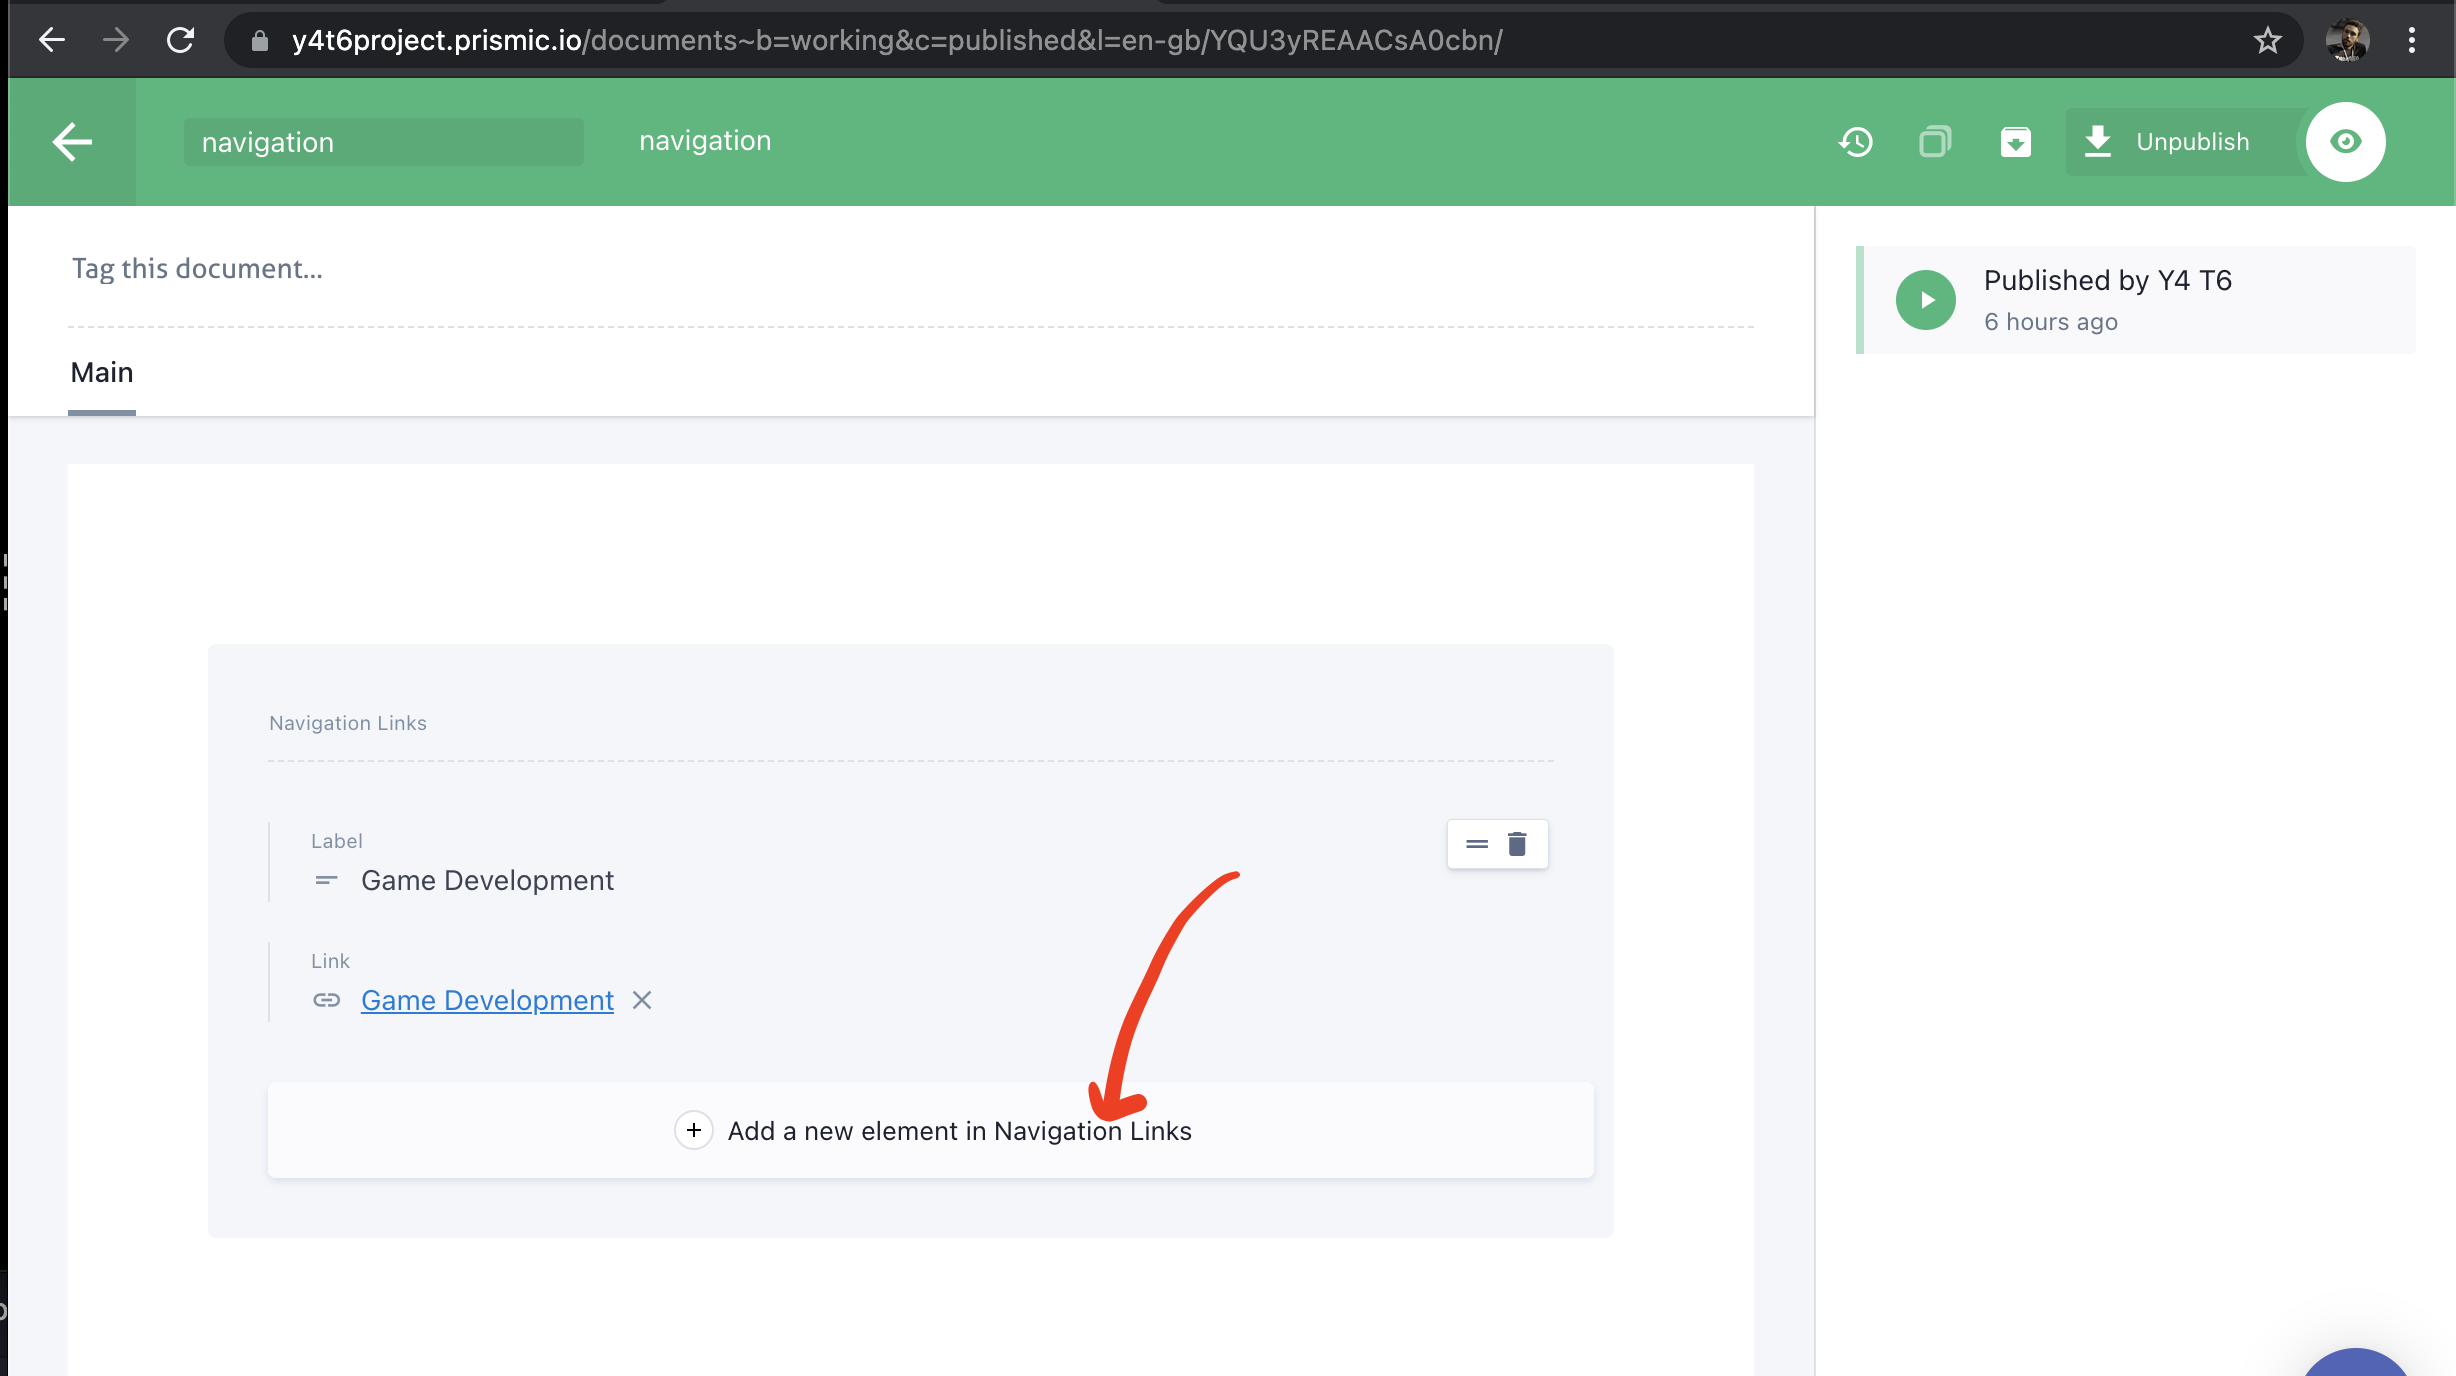 y4t6project.prismic.io/documents~b=working&c=published&l=en-gb/YQU3yREAACsA0cbn/
navigation
navigation
Unpublish
Tag this document...
Published by Y4 T6
6 hours ago
Main
Navigation Links
Label
Game Development
Link
Game Development
Add a new element in Navigation Links